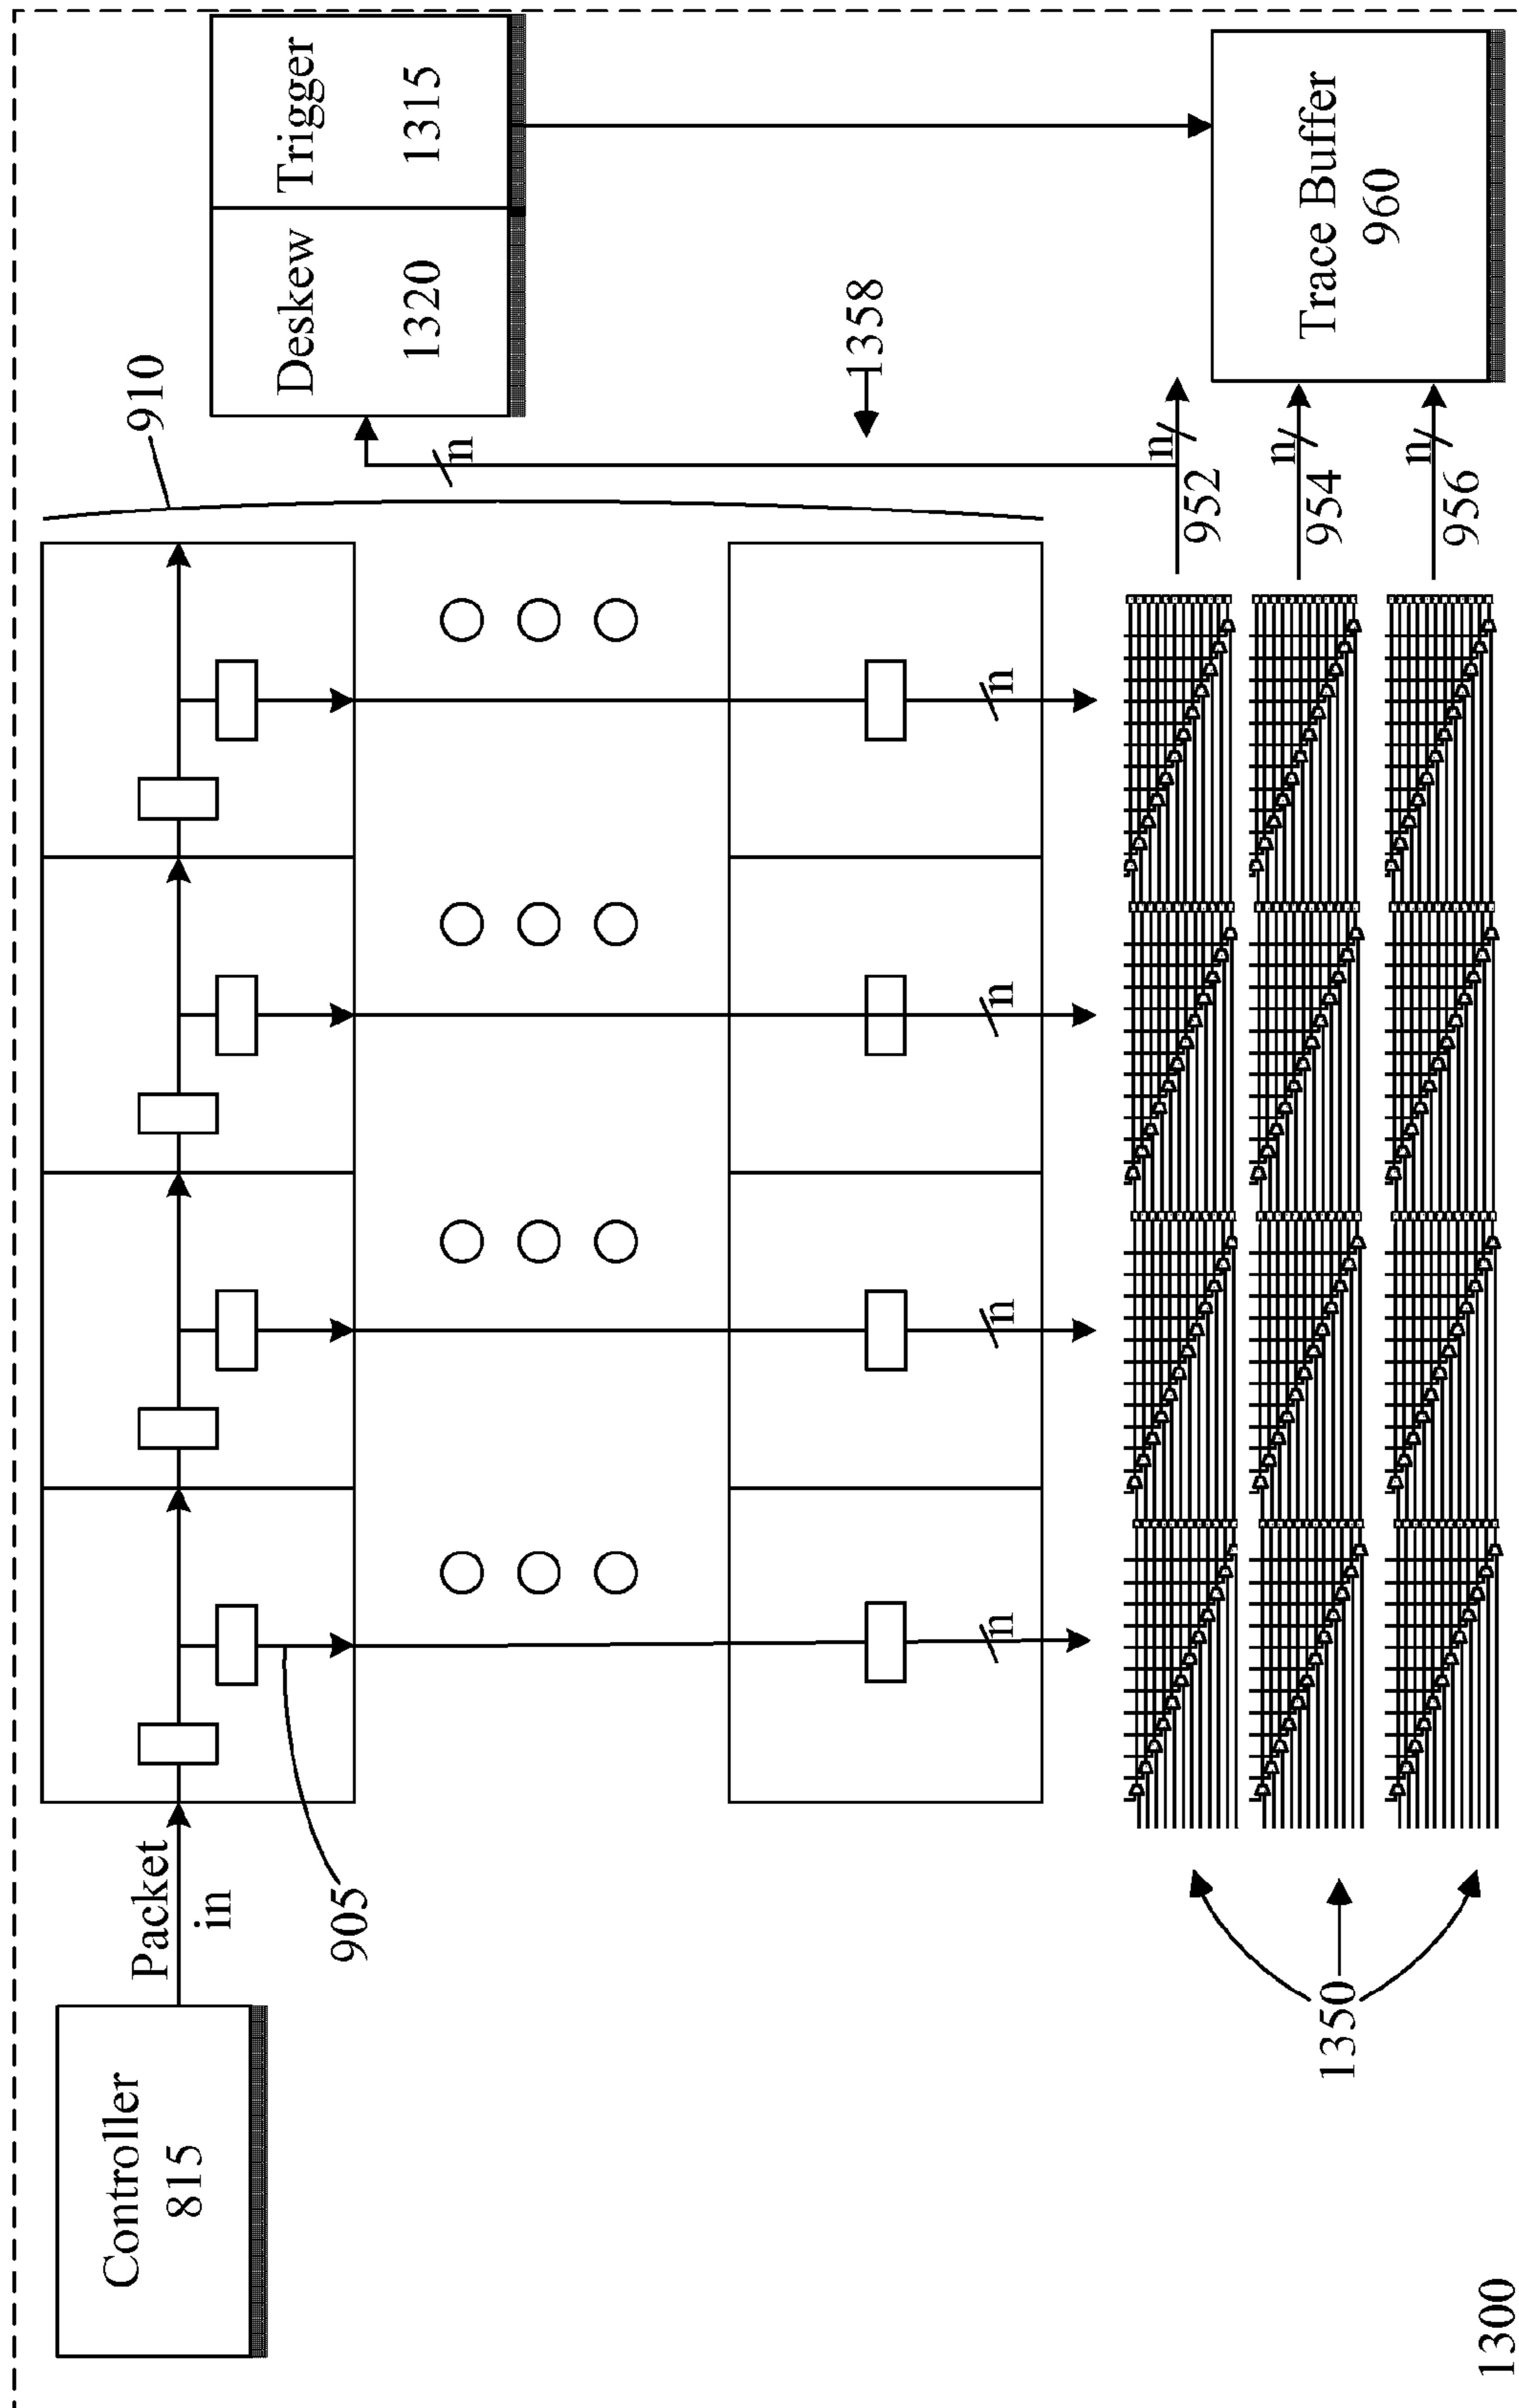 Controller
815
Packet
in
905
910
Deskew
1320
Trigger
1315
n
1358
n
n
n
n
n
952
n
954
n
956
Trace Buffer
960
1350
1300